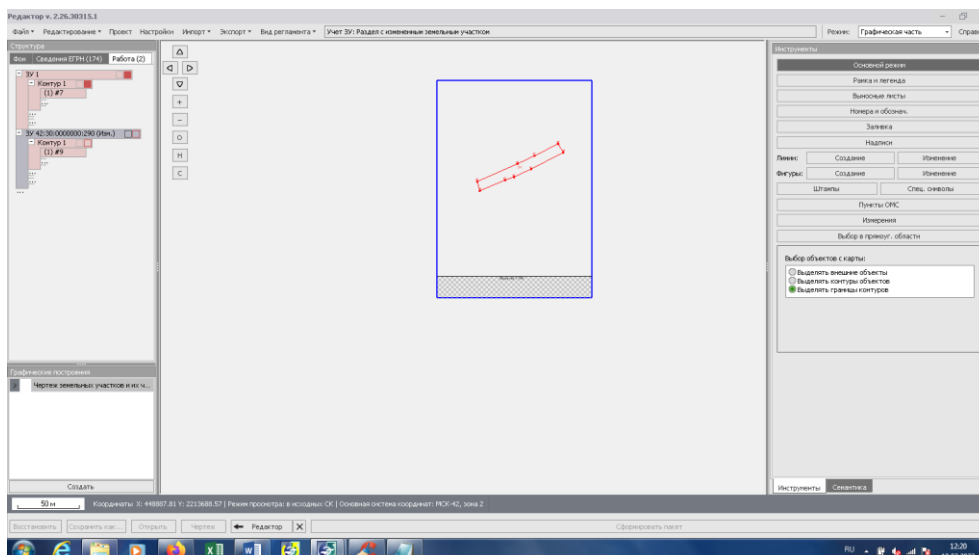 Редактор v. 2.26.30315.1
Файл Редактирование Проект Настройки Импорт Экспорт Вид регламента Учет ЗУ: Раздел с измененным земельным участком Режим: Графическая часть Справ
Структура
Фон Сведения ЕГРН (174) Работа (2)
ЗУ 1
Контур 1
(1) #7
ЗУ 42:30:0000000:290 (Изм.)
Контур 1
(1) #9
Графические построения
Чертеж земельных участков и их ч...
Создать
Н
С
Инструменты
Основной режим
Рамка и легенда
Выносные листы
Номера и обознач.
Заливка
Надписи
Линии: Создание Изменение
Фигуры: Создание Изменение
Штампы Спец. символы
Пункты ОМС
Измерения
Выбор в прямоуг. области
Выбор объектов с карты:
Выделять внешние объекты
Выделять контуры объектов
Выделять границы контуров
Инструменты Семантика
50 м Координаты X: 448087.81 Y: 2213688.57 | Режим просмотра: в исходных СК | Основная система координат: МСК-42, зона 2
Восстановить Сохранить как... Открыть Чертеж Редактор X Сформировать пакет
RU 12:20